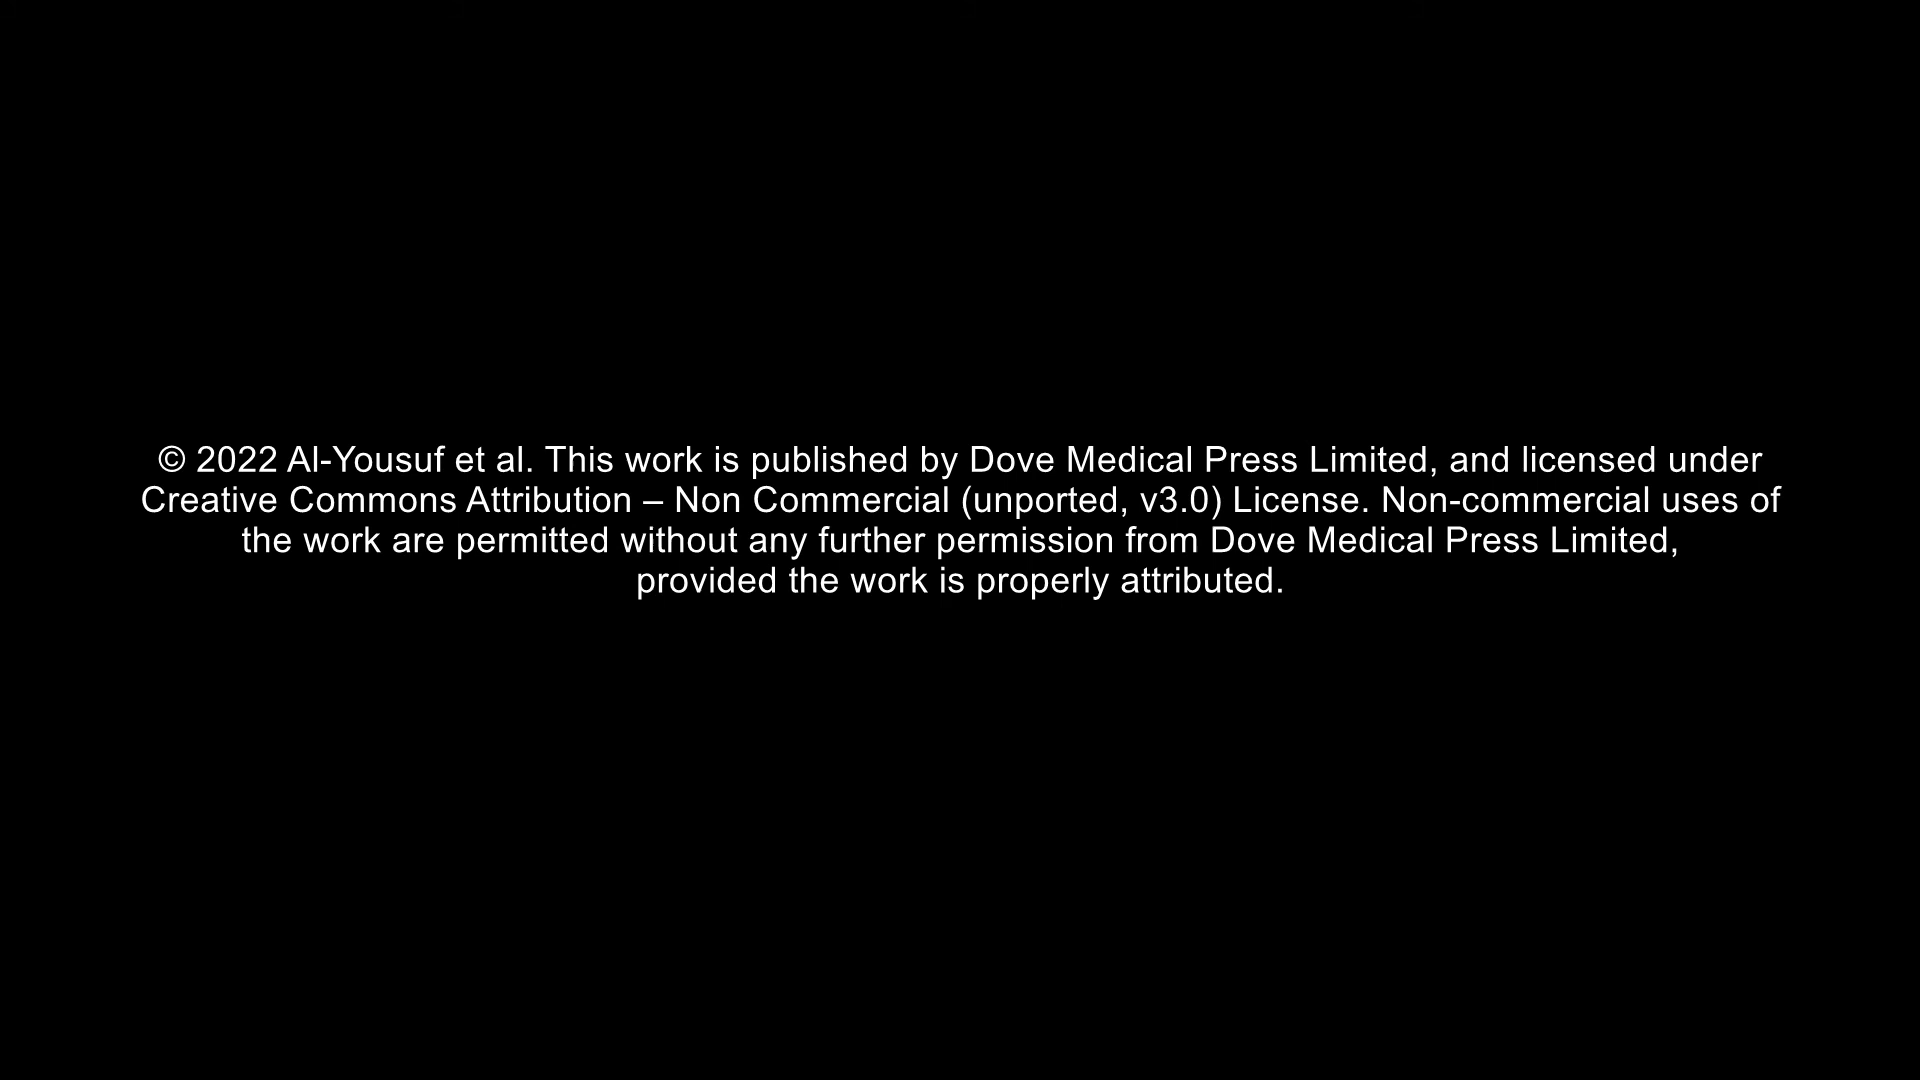 © 2022 Al-Yousuf et al. This work is published by Dove Medical Press Limited, and licensed under
Creative Commons Attribution – Non Commercial (unported, v3.0) License. Non-commercial uses of
the work are permitted without any further permission from Dove Medical Press Limited,
provided the work is properly attributed.